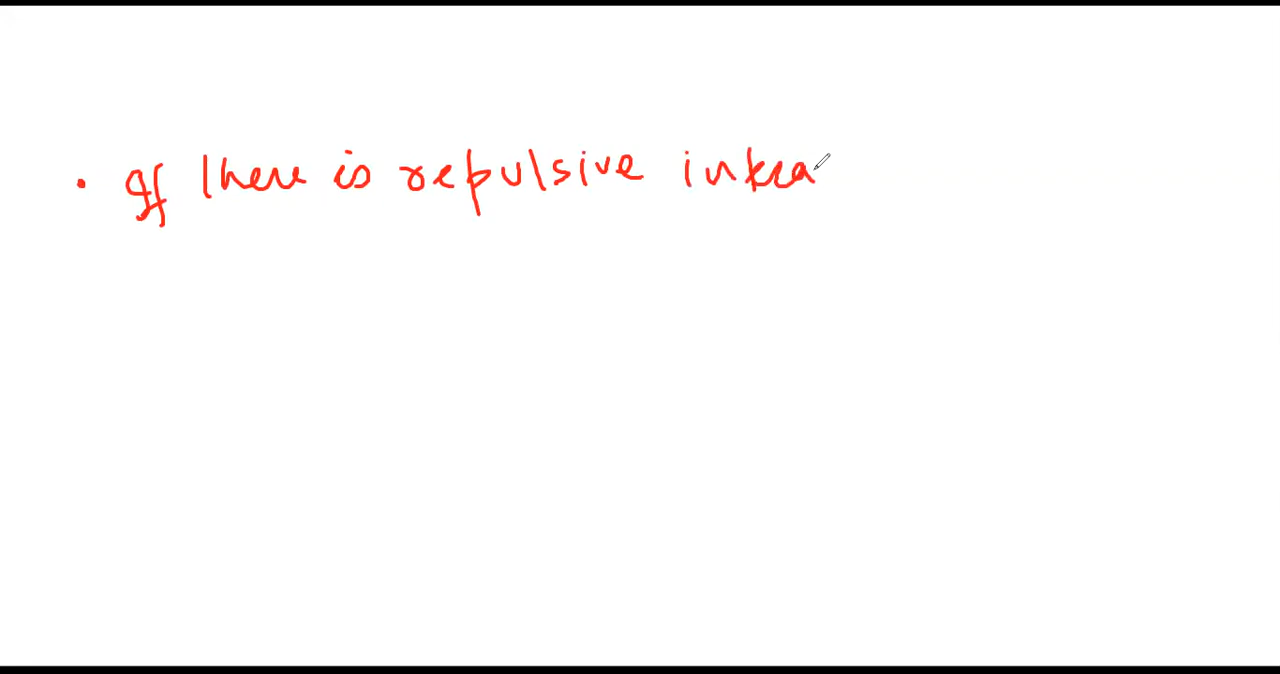 • If there is repulsive intera